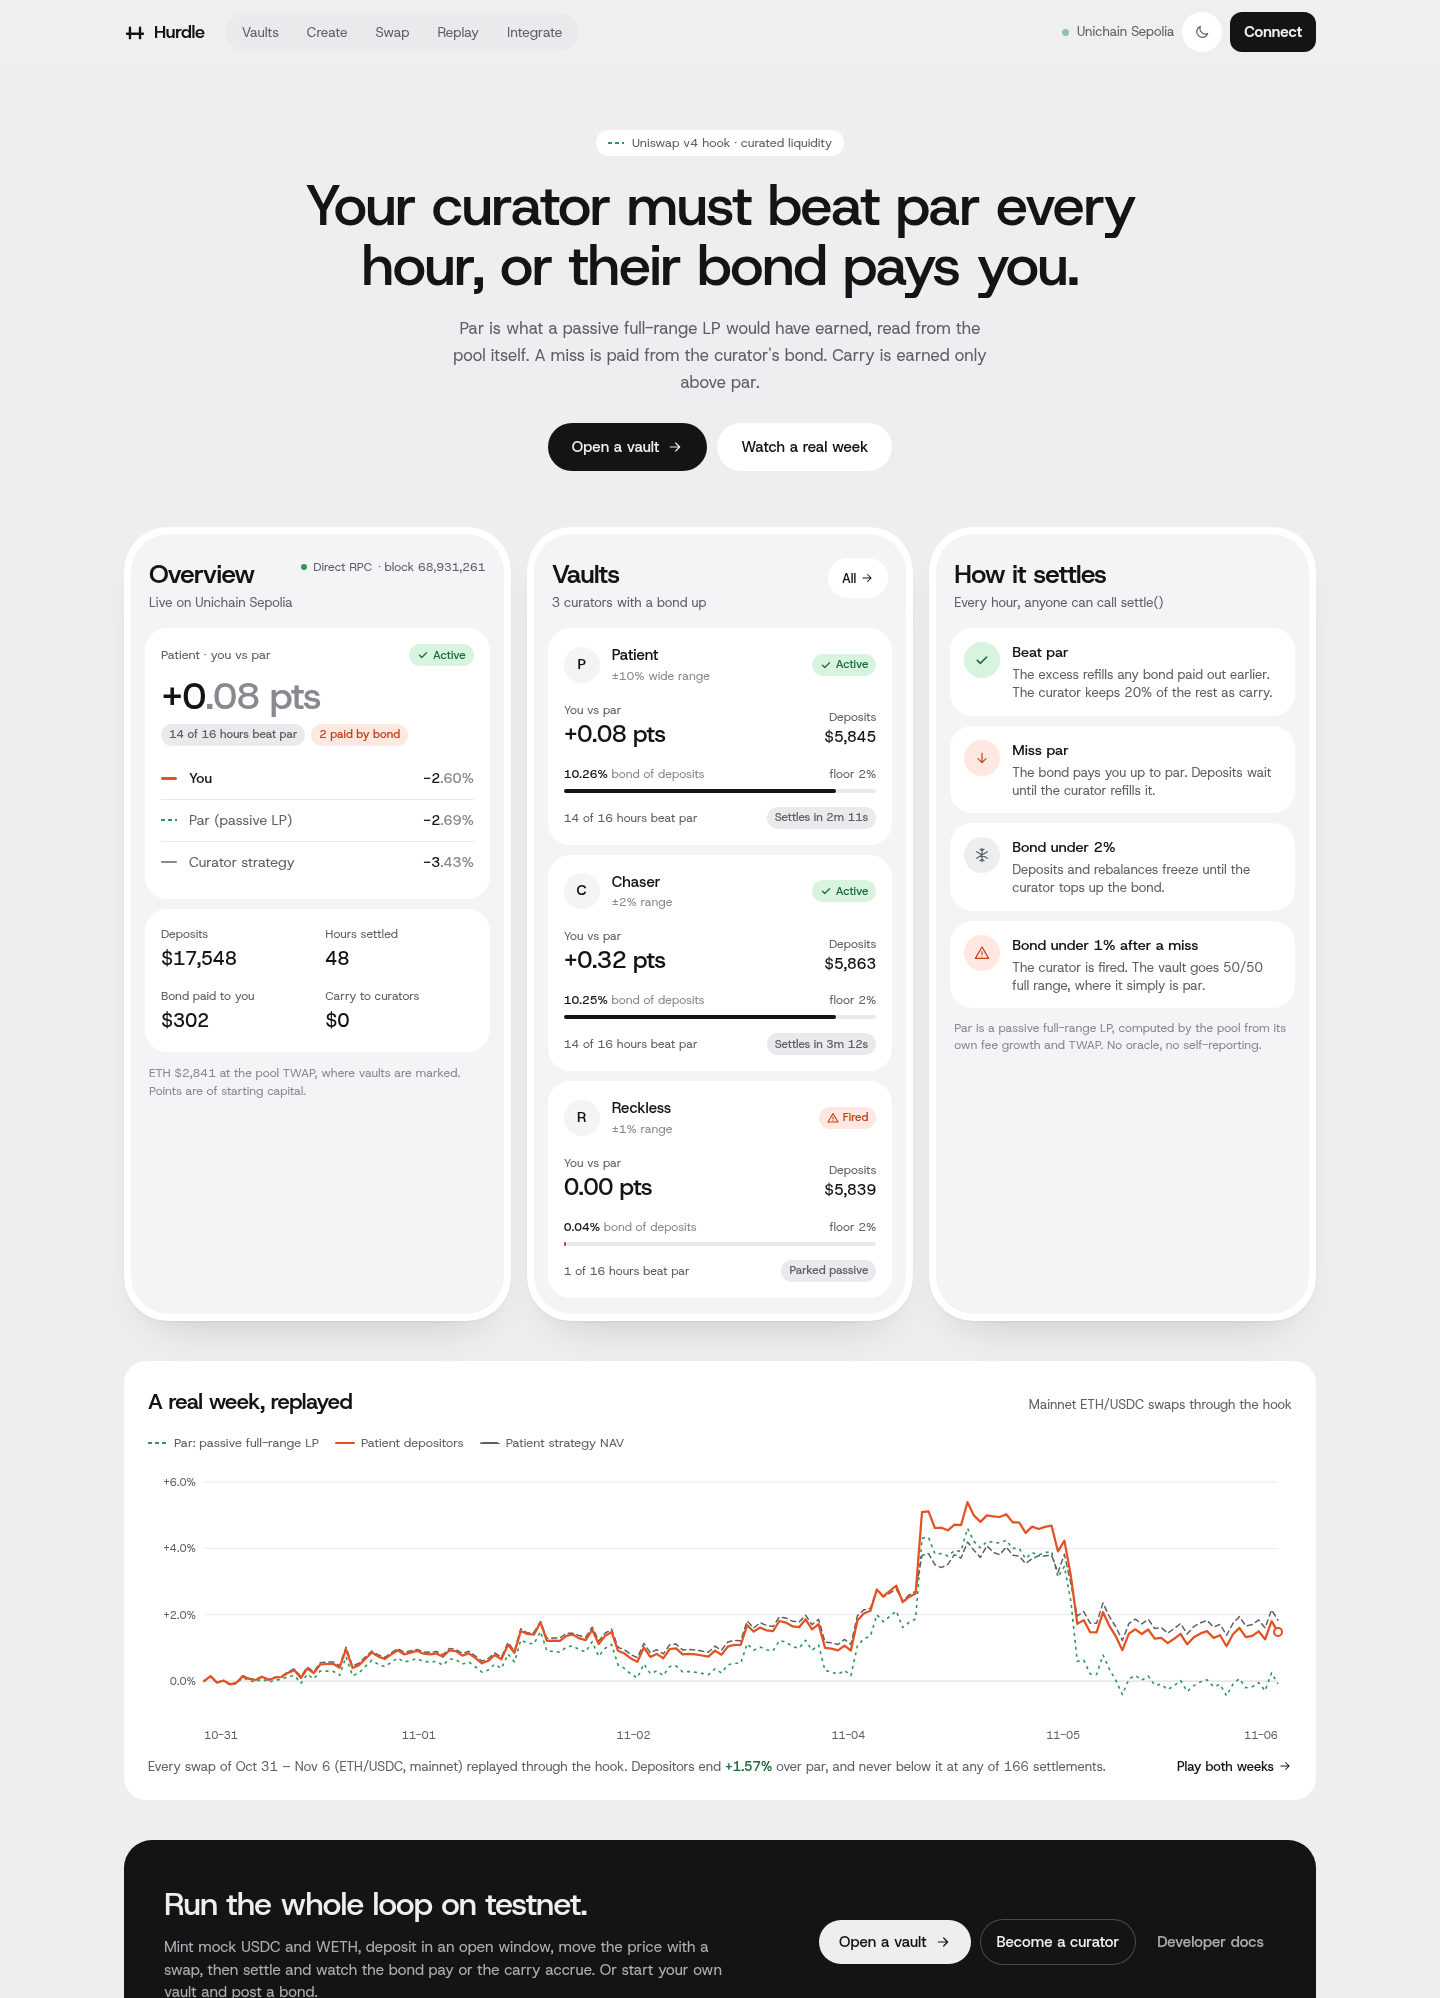 Hurdle
Vaults
Create
Swap
Replay
Integrate
Unichain Sepolia
Connect
Uniswap v4 hook · curated liquidity
Your curator must beat par every
hour, or their bond pays you.
Par is what a passive full-range LP would have earned, read from the
pool itself. A miss is paid from the curator's bond. Carry is earned only
above par.
Open a vault →
Watch a real week
Overview
Direct RPC · block 68,931,261
Live on Unichain Sepolia
Patient · you vs par
Active
+0.08 pts
14 of 16 hours beat par
2 paid by bond
You
−2.60%
Par (passive LP)
−2.69%
Curator strategy
−3.43%
Deposits
Hours settled
$17,548
48
Bond paid to you
Carry to curators
$302
$0
ETH $2,841 at the pool TWAP, where vaults are marked.
Points are of starting capital.
Vaults
All →
3 curators with a bond up
P
Patient
±10% wide range
Active
You vs par
Deposits
+0.08 pts
$5,845
10.26% bond of deposits
floor 2%
14 of 16 hours beat par
Settles in 2m 11s
C
Chaser
±2% range
Active
You vs par
Deposits
+0.32 pts
$5,863
10.25% bond of deposits
floor 2%
14 of 16 hours beat par
Settles in 3m 12s
R
Reckless
±1% range
Fired
You vs par
Deposits
0.00 pts
$5,839
0.04% bond of deposits
floor 2%
1 of 16 hours beat par
Parked passive
How it settles
Every hour, anyone can call settle()
Beat par
The excess refills any bond paid out earlier.
The curator keeps 20% of the rest as carry.
Miss par
The bond pays you up to par. Deposits wait
until the curator refills it.
Bond under 2%
Deposits and rebalances freeze until the
curator tops up the bond.
Bond under 1% after a miss
The curator is fired. The vault goes 50/50
full range, where it simply is par.
Par is a passive full-range LP, computed by the pool from its
own fee growth and TWAP. No oracle, no self-reporting.
A real week, replayed
Mainnet ETH/USDC swaps through the hook
Par: passive full-range LP
Patient depositors
Patient strategy NAV
+6.0%
+4.0%
+2.0%
0.0%
10-31
11-01
11-02
11-04
11-05
11-06
Every swap of Oct 31 – Nov 6 (ETH/USDC, mainnet) replayed through the hook. Depositors end +1.57% over par, and never below it at any of 166 settlements.
Play both weeks →
Run the whole loop on testnet.
Mint mock USDC and WETH, deposit in an open window, move the price with a
swap, then settle and watch the bond pay or the carry accrue. Or start your own
vault and post a bond.
Open a vault →
Become a curator
Developer docs